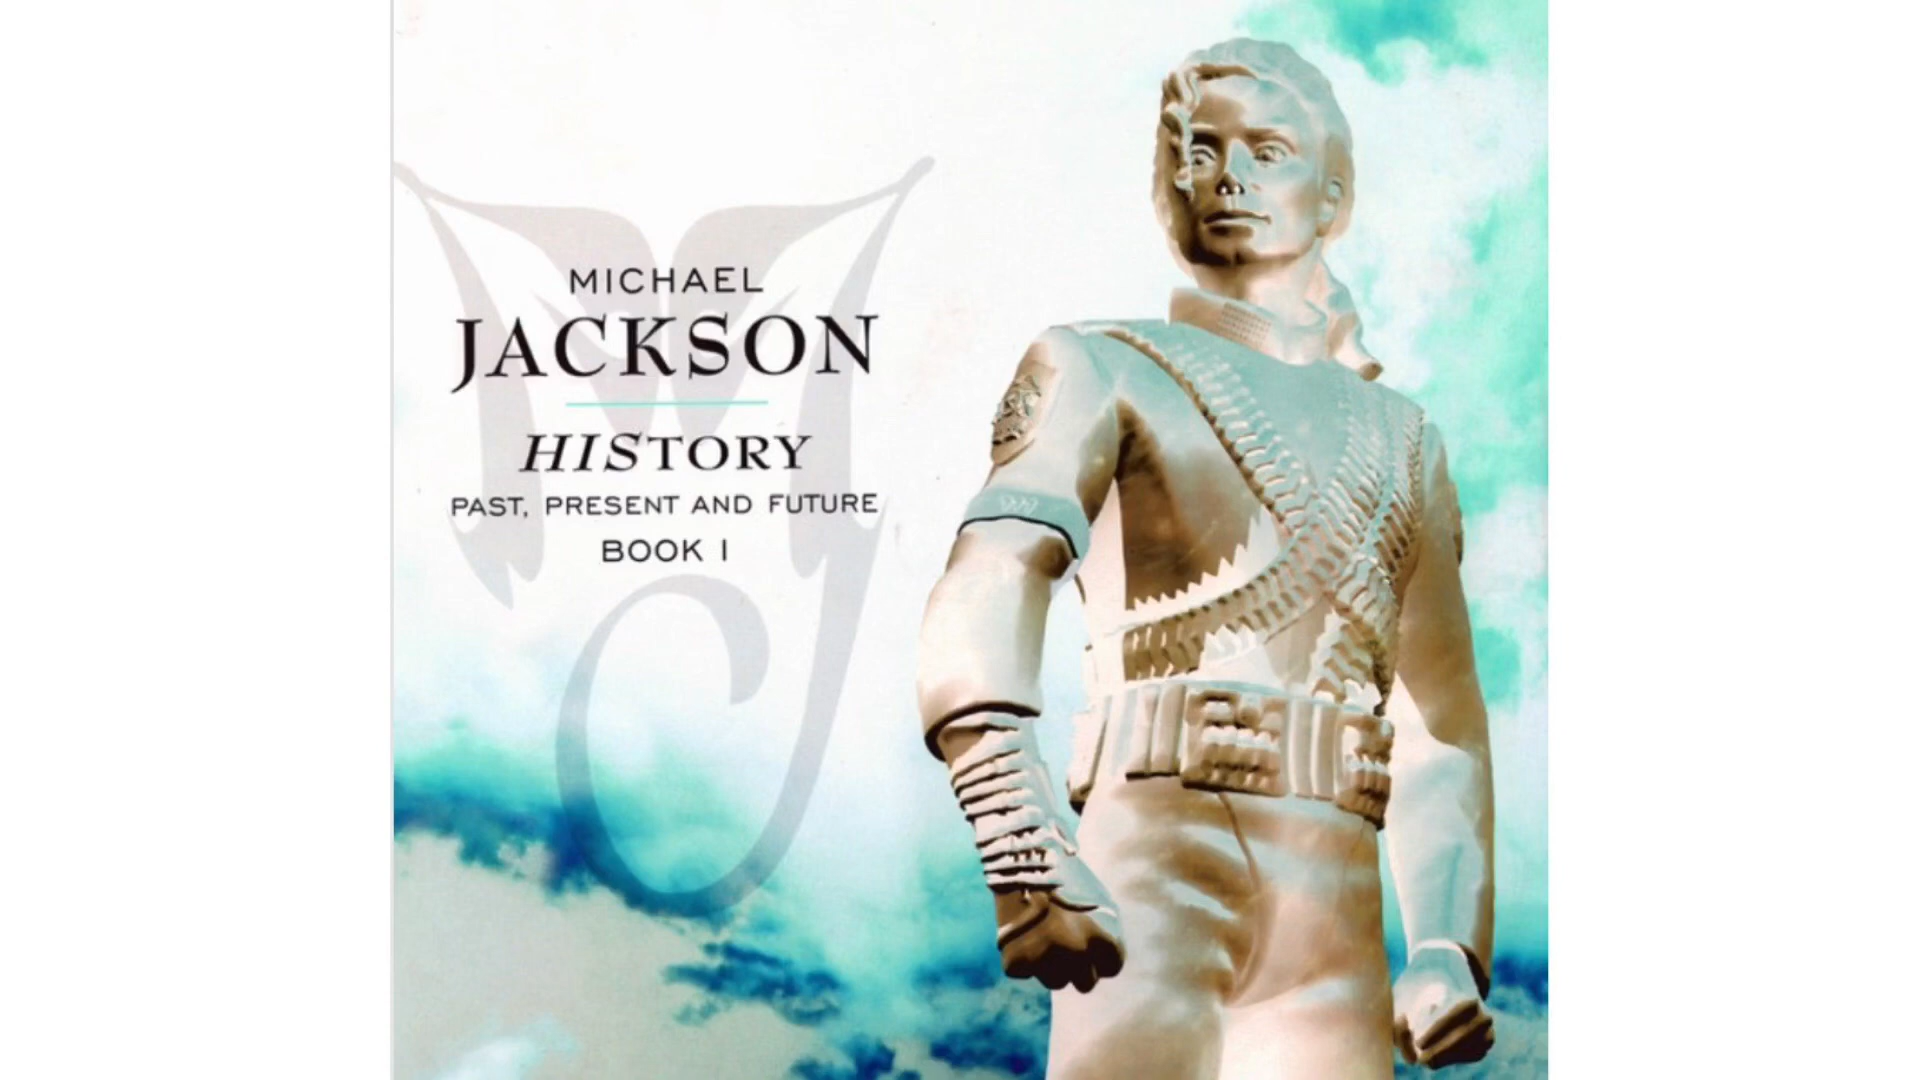 MICHAEL
JACKSON
HISTORY
PAST, PRESENT AND FUTURE
BOOK I